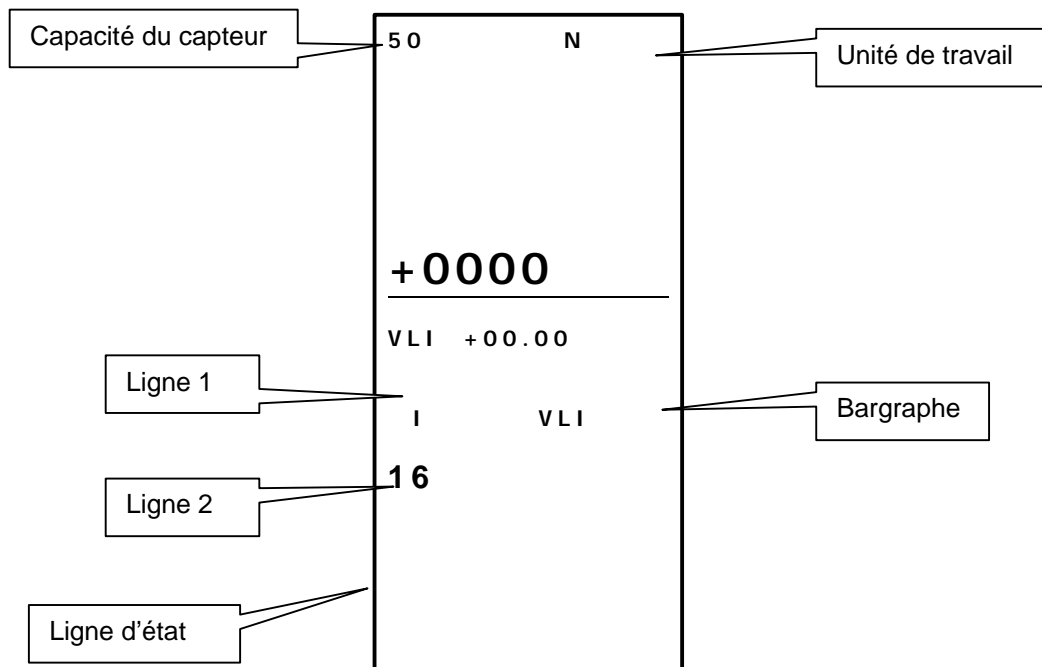 Capacité du capteur
50 N
Unité de travail
+0000
VLI +00.00
Ligne 1
I VLI
Bargraphe
16
Ligne 2
Ligne d’état